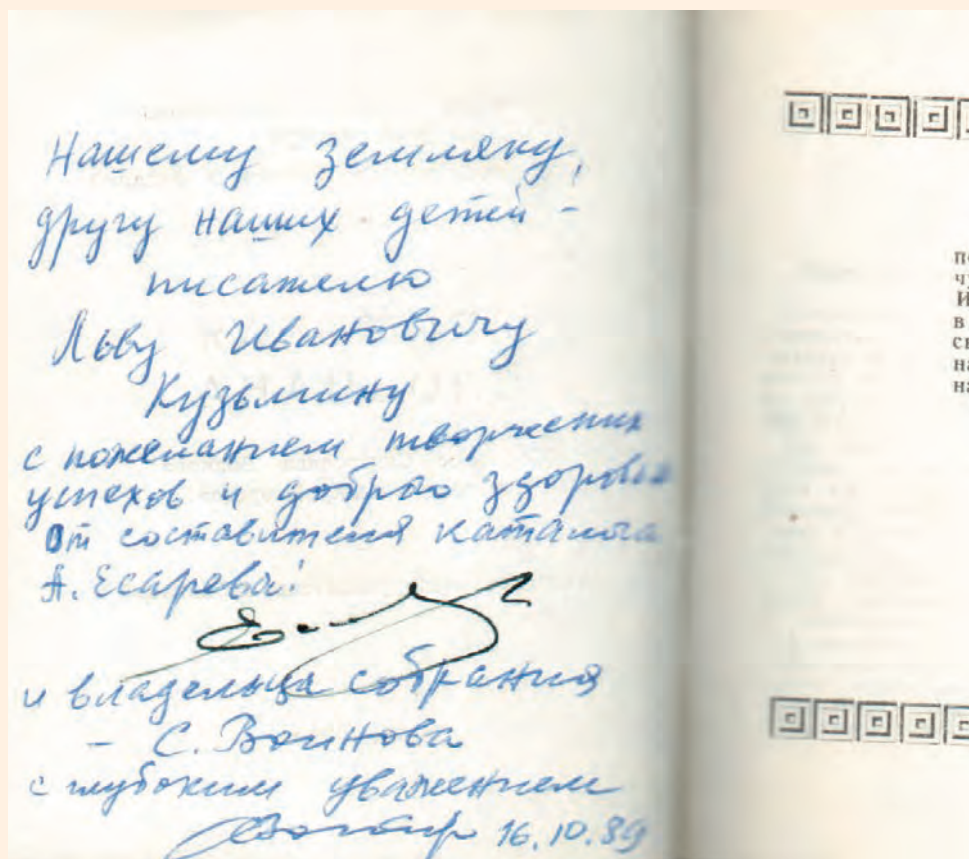 Нашему земляку,
другу наших детей -
писателю
Льву Ивановичу
Кузьмину
с пожеланием творческих
успехов и доброго здоровья
от составителя каталога
А. Есарева!
и владельца собрания
- С. Воинова
с глубоким уважением
16.10.89